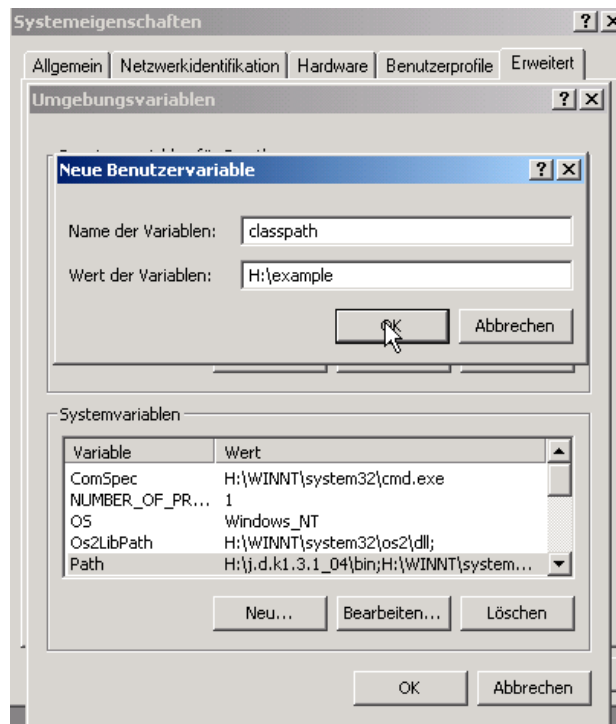 Systemeigenschaften
Allgemein Netzwerkidentifikation Hardware Benutzerprofile Erweitert
Umgebungsvariablen
Neue Benutzervariable
Name der Variablen: classpath
Wert der Variablen: H:\example
OK Abbrechen
Systemvariablen
Variable Wert
ComSpec H:\WINNT\system32\cmd.exe
NUMBER_OF_PR... 1
OS Windows_NT
Os2LibPath H:\WINNT\system32\os2\dll;
Path H:\j.d.k1.3.1_04\bin;H:\WINNT\system...
Neu... Bearbeiten... Löschen
OK Abbrechen